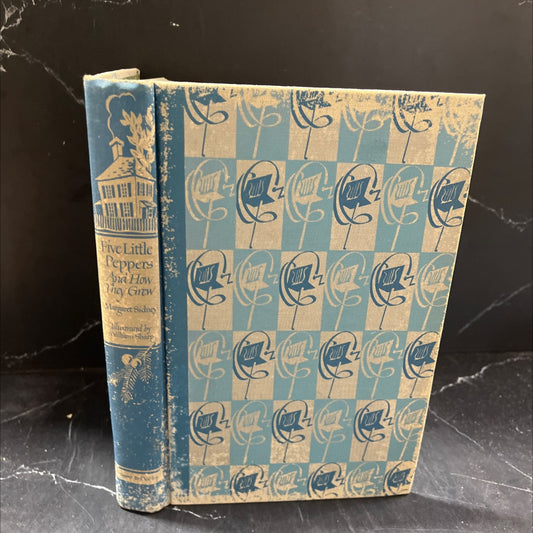 Five Little
Peppers
And How
They Grew
Margaret Sidney
Illustrated by
William Sharp